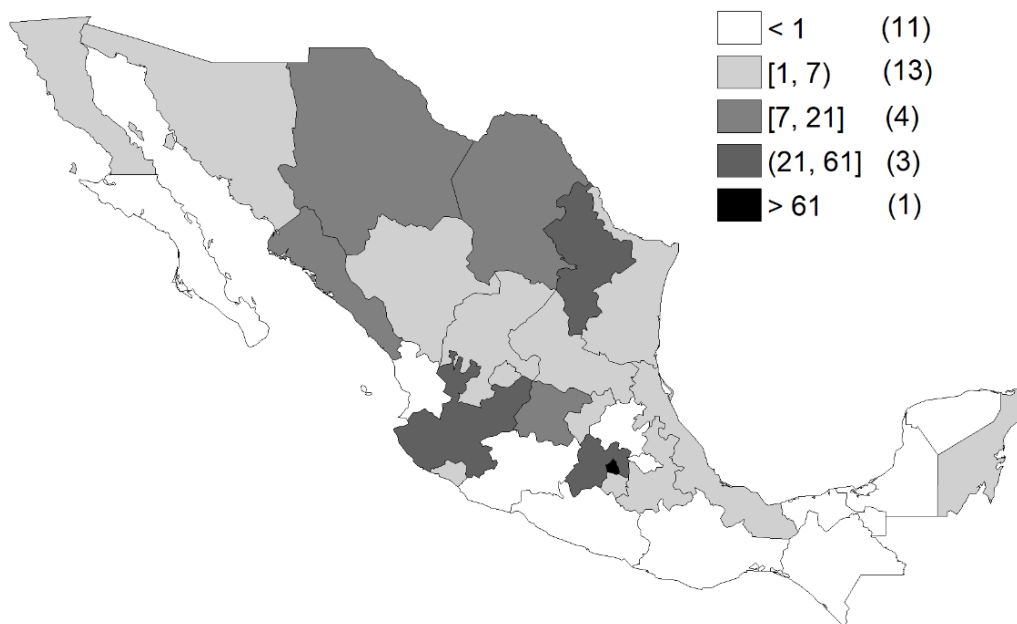 < 1 (11)
[1, 7) (13)
[7, 21] (4)
(21, 61] (3)
> 61 (1)